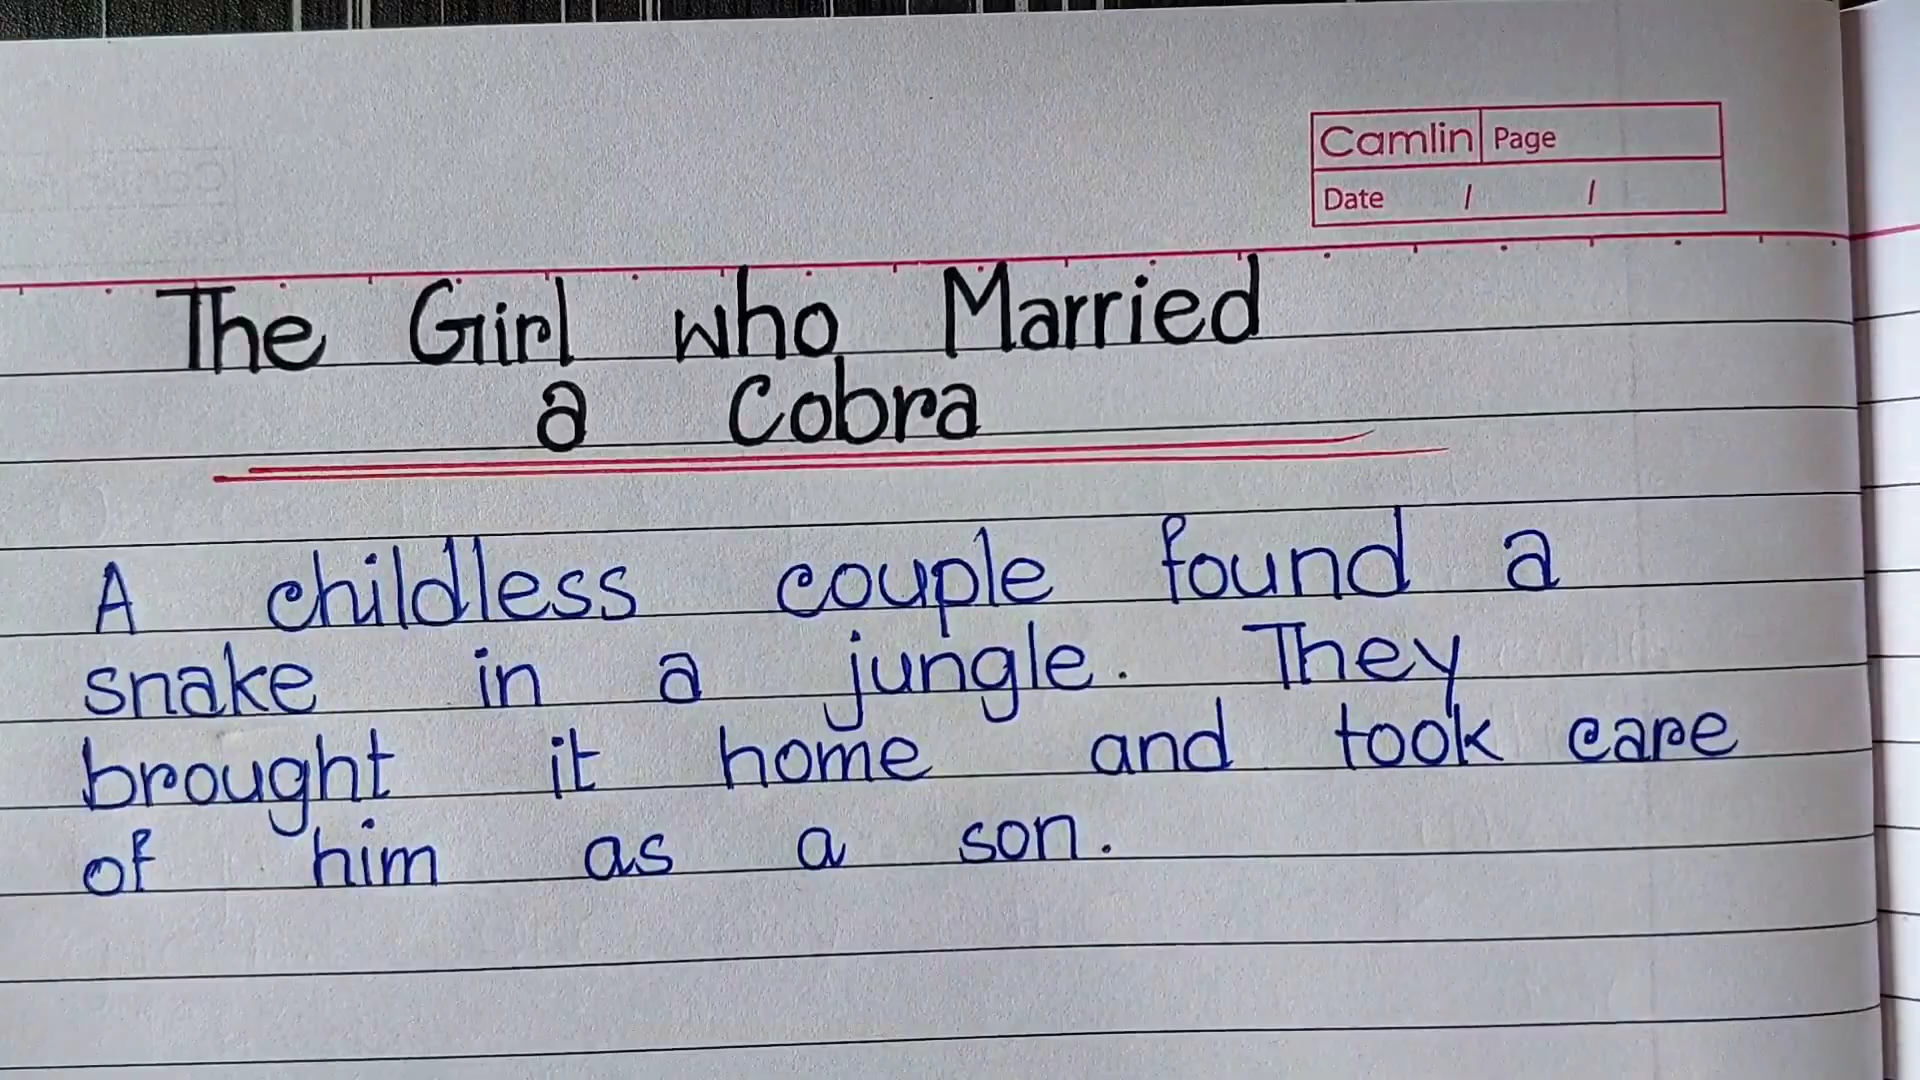 Camlin Page
Date / /
The Girl who Married
a Cobra
A childless couple found a
snake in a jungle. They
brought it home and took care
of him as a son.